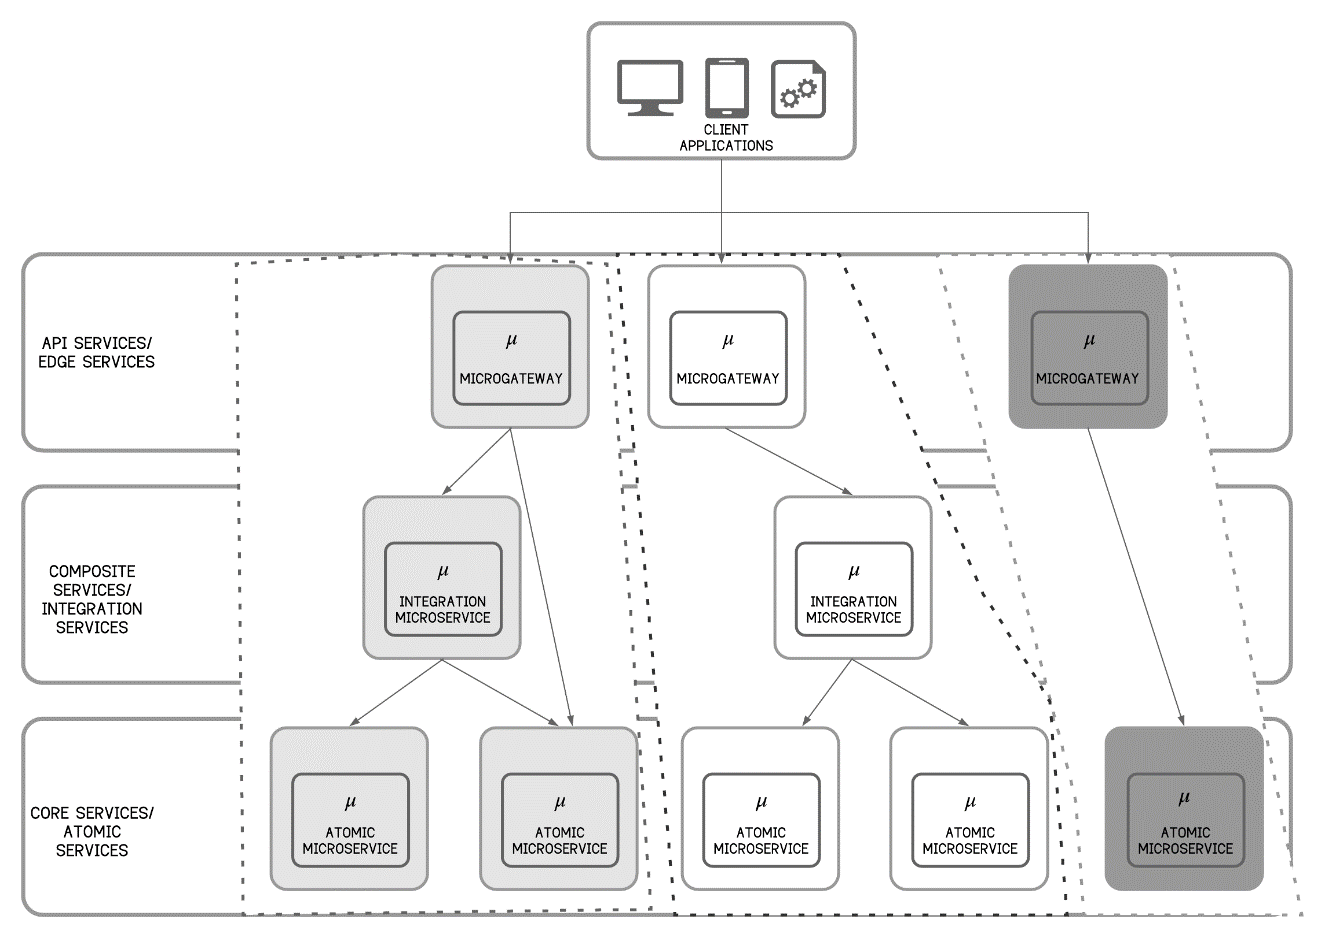 CLIENT
APPLICATIONS
API SERVICES/
EDGE SERVICES
μ
MICROGATEWAY
μ
MICROGATEWAY
μ
MICROGATEWAY
COMPOSITE
SERVICES/
INTEGRATION
SERVICES
μ
INTEGRATION
MICROSERVICE
μ
INTEGRATION
MICROSERVICE
CORE SERVICES/
ATOMIC
SERVICES
μ
ATOMIC
MICROSERVICE
μ
ATOMIC
MICROSERVICE
μ
ATOMIC
MICROSERVICE
μ
ATOMIC
MICROSERVICE
μ
ATOMIC
MICROSERVICE